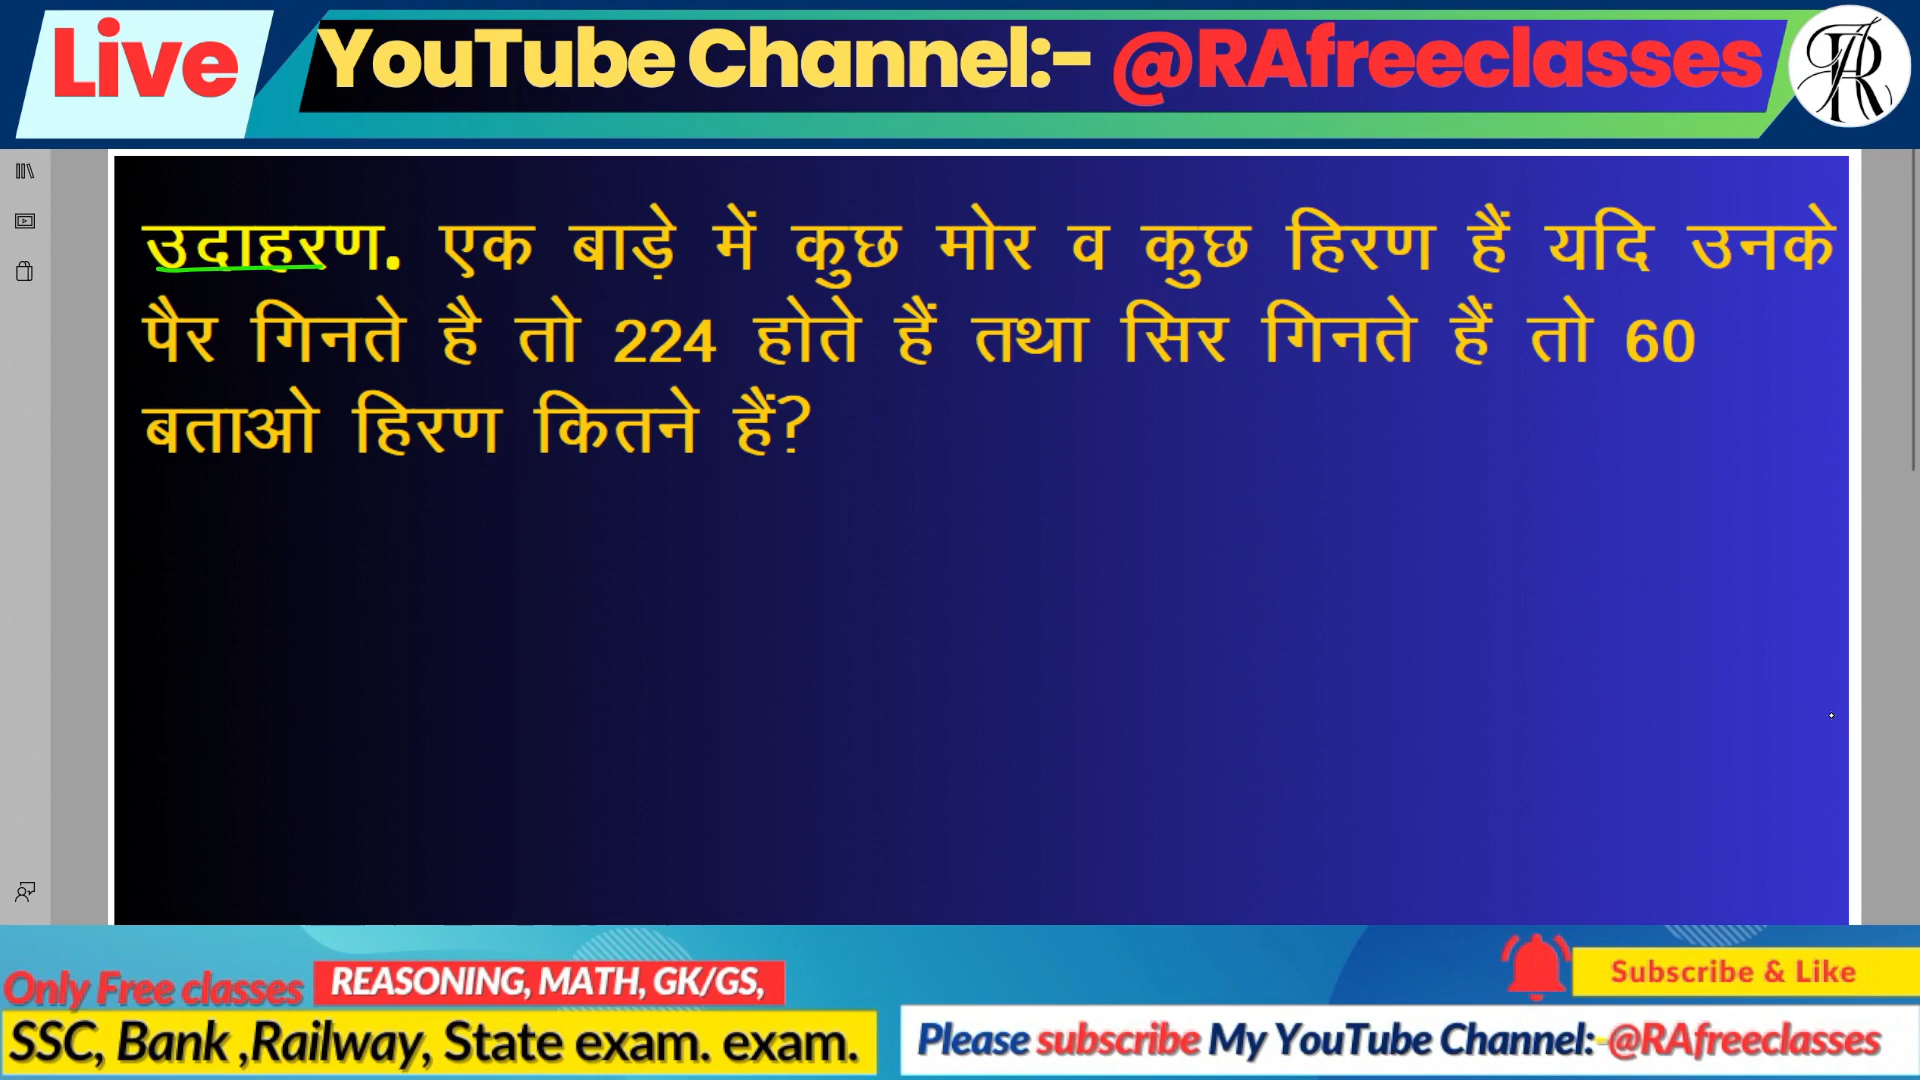 Live
YouTube Channel:- @RAfreeclasses
उदाहरण. एक बाड़े में कुछ मोर व कुछ हिरण हैं यदि उनके
पैर गिनते है तो 224 होते हैं तथा सिर गिनते हैं तो 60
बताओ हिरण कितने हैं?
Only Free classes REASONING, MATH, GK/GS,
Subscribe & Like
SSC, Bank ,Railway, State exam. exam.
Please subscribe My YouTube Channel:-@RAfreeclasses